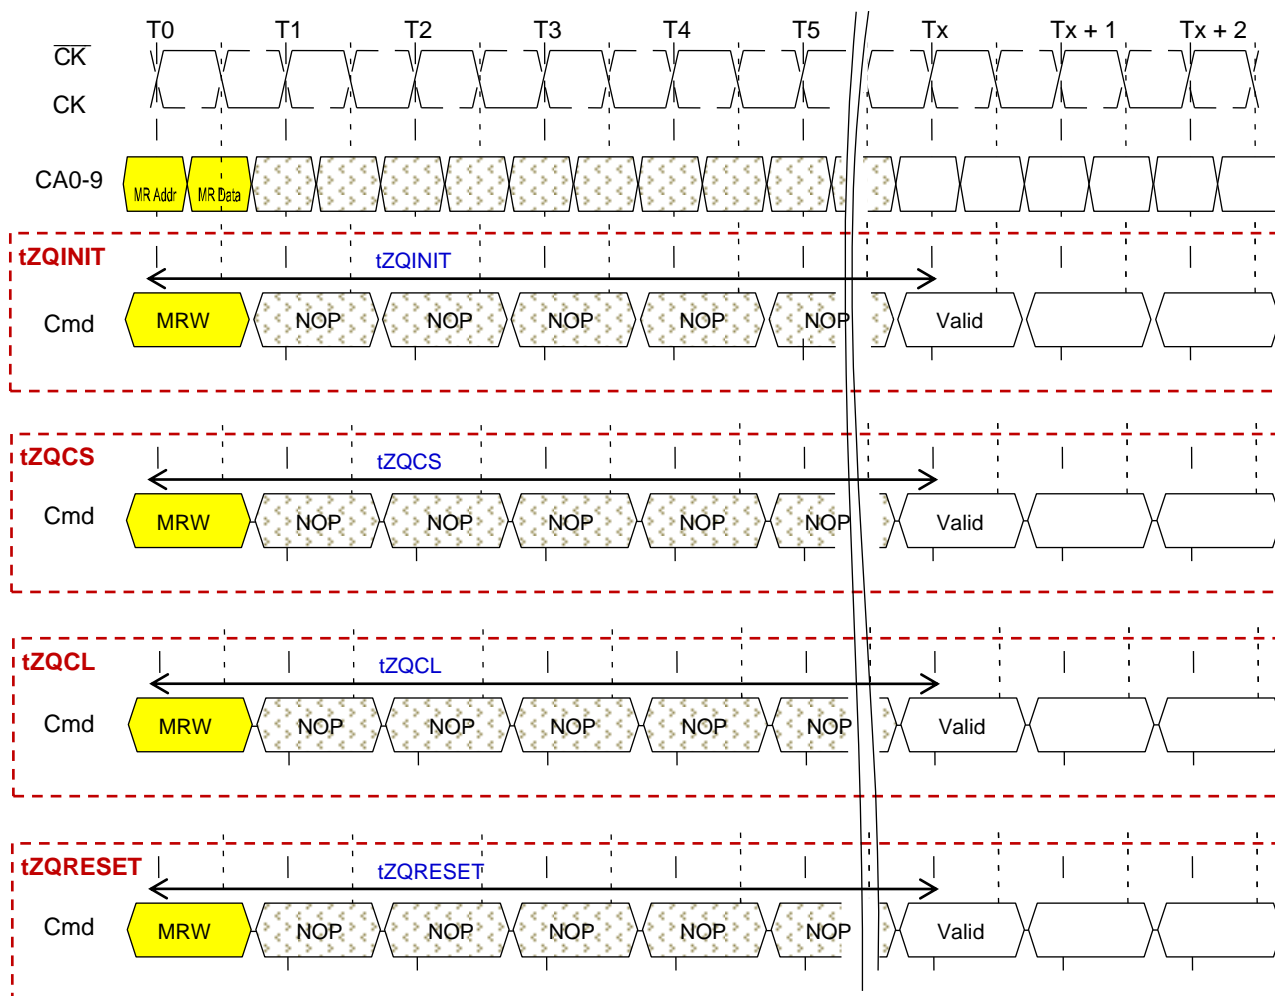 T0 T1 T2 T3 T4 T5 Tx Tx + 1 Tx + 2
CK
CK
CA0-9 MR Addr MR Data
tZQINIT
tZQINIT
Cmd MRW NOP NOP NOP NOP NOP Valid
tZQCS
tZQCS
Cmd MRW NOP NOP NOP NOP NOP Valid
tZQCL
tZQCL
Cmd MRW NOP NOP NOP NOP NOP Valid
tZQRESET
tZQRESET
Cmd MRW NOP NOP NOP NOP NOP Valid